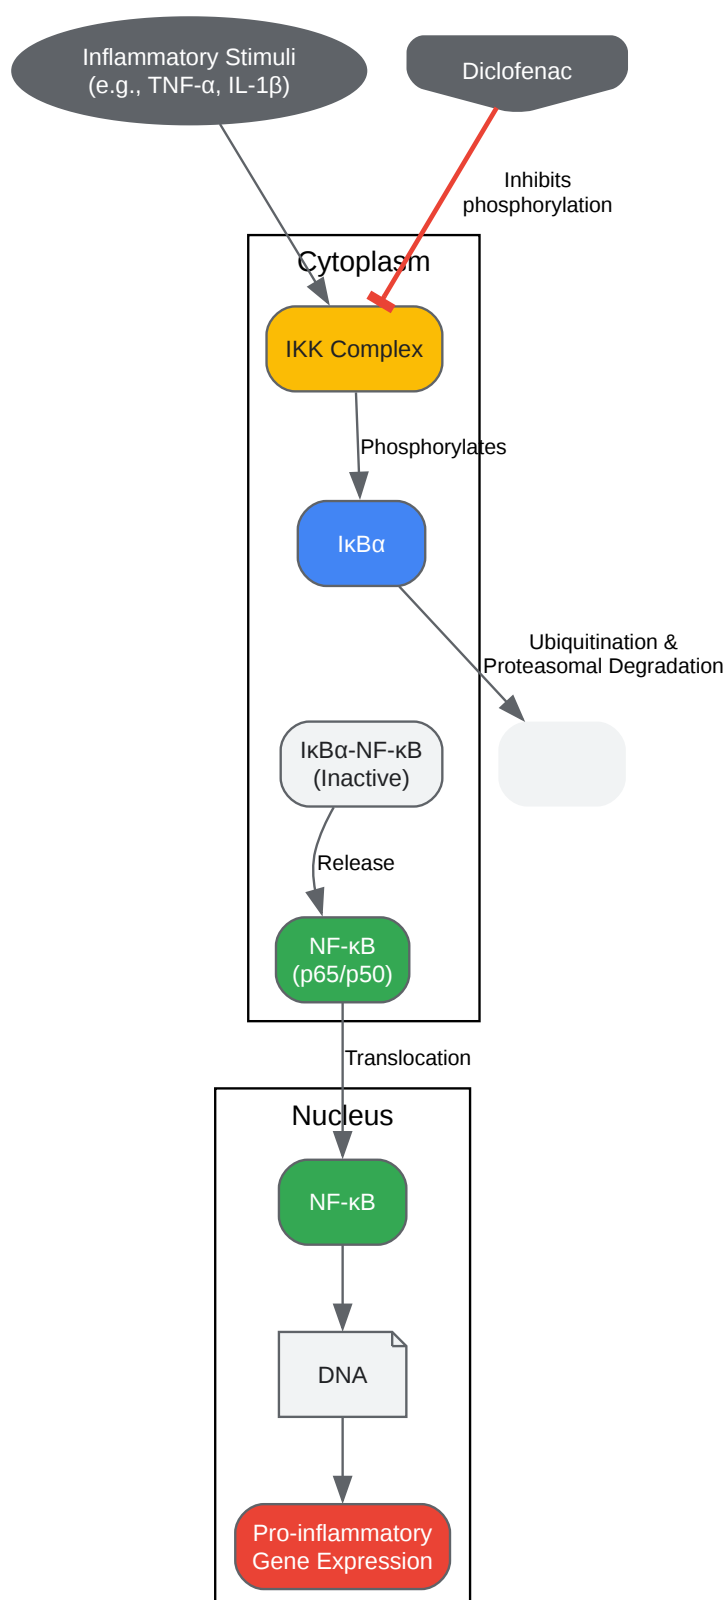 Inflammatory Stimuli
(e.g., TNF-α, IL-1β)
Diclofenac
Inhibits
phosphorylation
Cytoplasm
IKK Complex
Phosphorylates
IκBα
Ubiquitination &
Proteasomal Degradation
IκBα-NF-κB
(Inactive)
Release
NF-κB
(p65/p50)
Translocation
Nucleus
NF-κB
DNA
Pro-inflammatory
Gene Expression